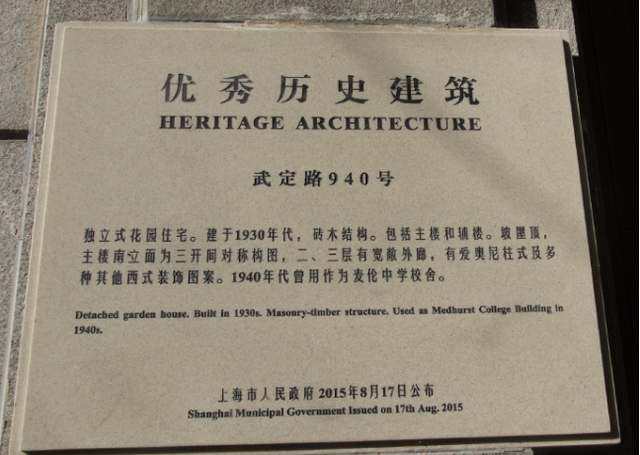 优秀历史建筑
HERITAGE ARCHITECTURE
武定路940号
独立式花园住宅。建于1930年代，砖木结构。包括主楼和辅楼。坡屋顶，
主楼南立面为三开间对称构图，二、三层有宽敞外廊，有爱奥尼柱式及多
种其他西式装饰图案。1940年代曾用作为麦伦中学校舍。
Detached garden house. Built in 1930s. Masonry-timber structure. Used as Medhurst College Building in
1940s.
上海市人民政府 2015年8月17日公布
Shanghai Municipal Government Issued on 17th Aug. 2015